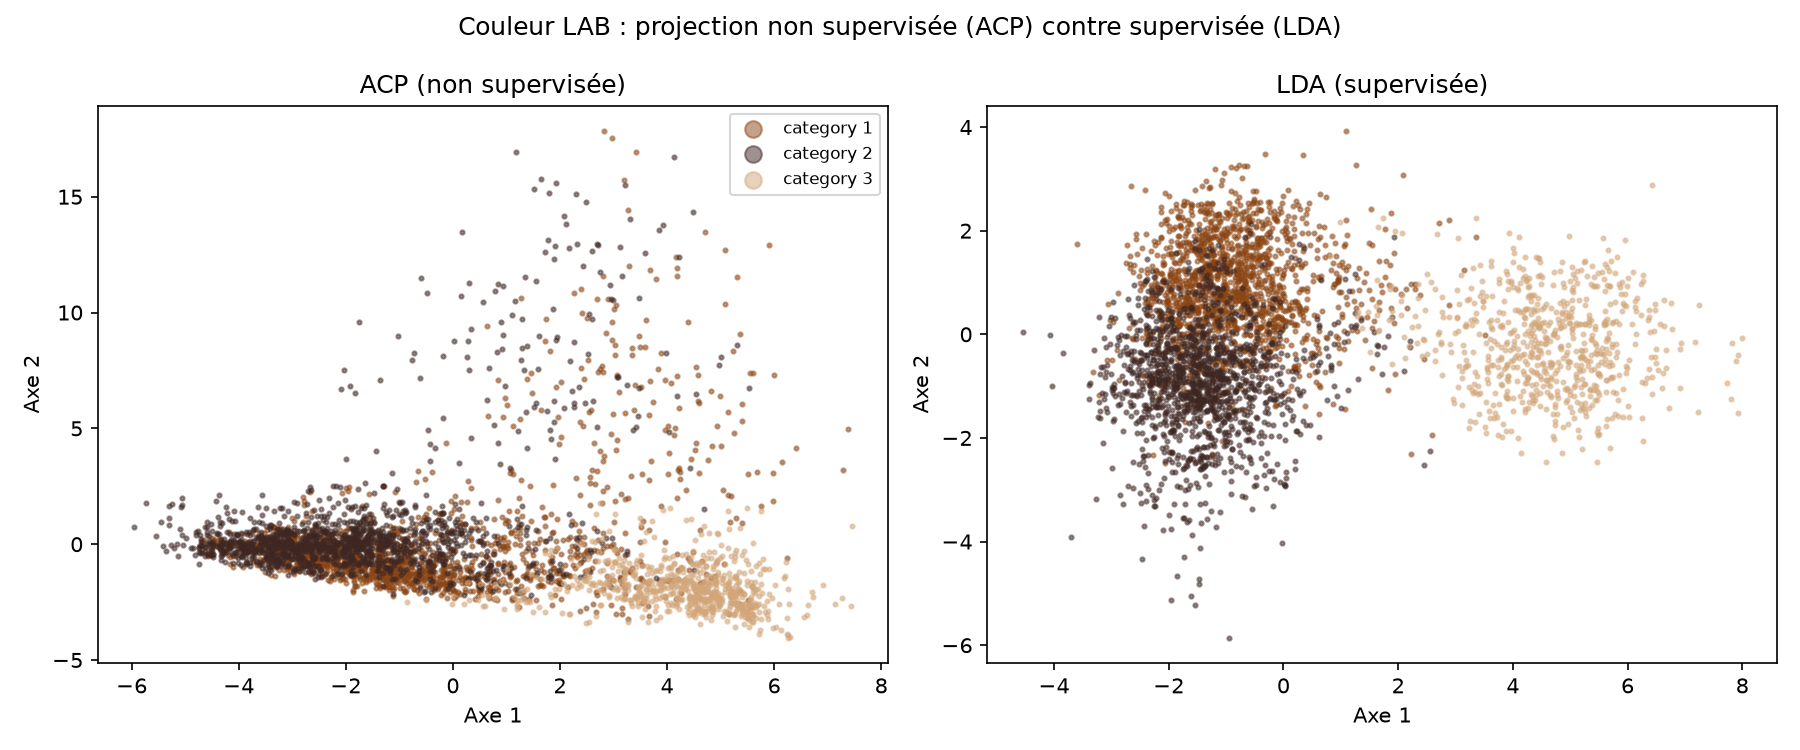 Couleur LAB : projection non supervisée (ACP) contre supervisée (LDA)
ACP (non supervisée)
category 1
category 2
category 3
15
10
5
0
−5
−6
−4
−2
0
2
4
6
8
Axe 1
Axe 2
LDA (supervisée)
4
2
0
−2
−4
−6
−4
−2
0
2
4
6
8
Axe 1
Axe 2